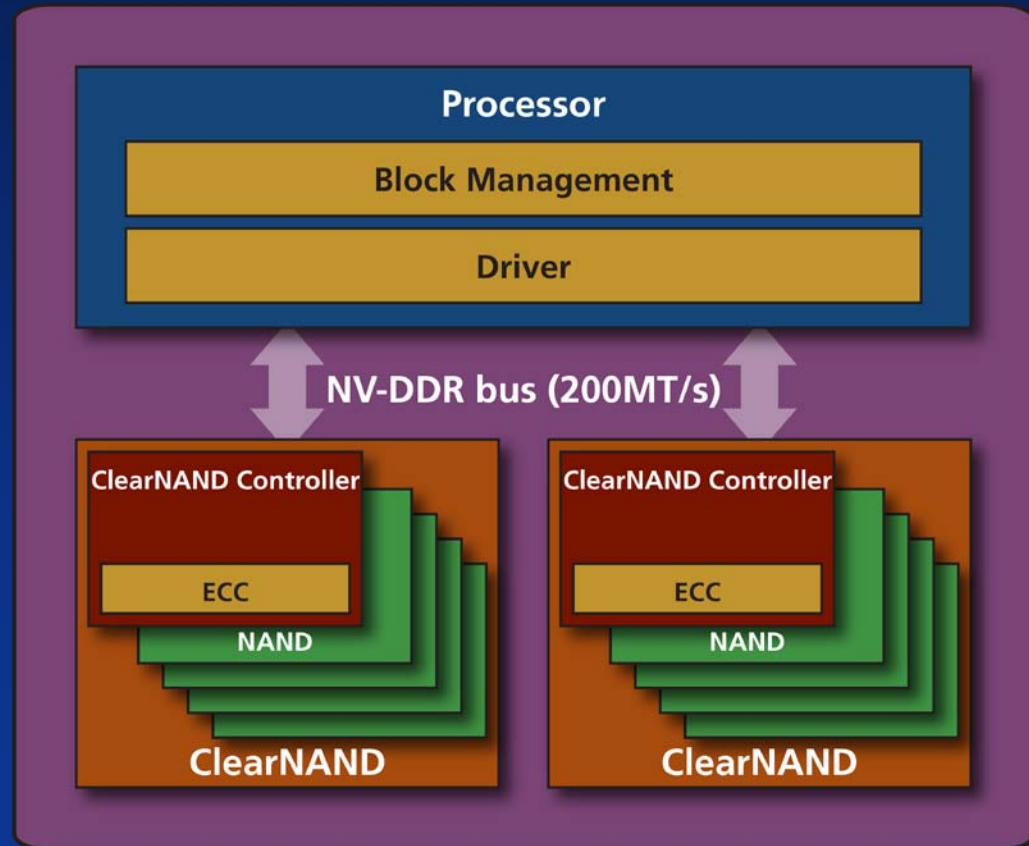 Processor
Block Management
Driver
NV-DDR bus (200MT/s)
ClearNAND Controller
ECC
NAND
ClearNAND
ClearNAND Controller
ECC
NAND
ClearNAND